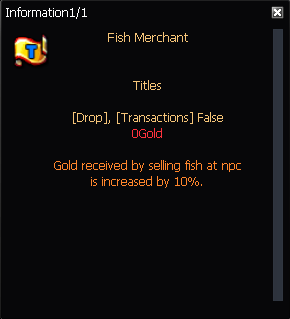 Information1/1
Fish Merchant
T
Titles
[Drop], [Transactions] False
0Gold
Gold received by selling fish at npc
is increased by 10%.